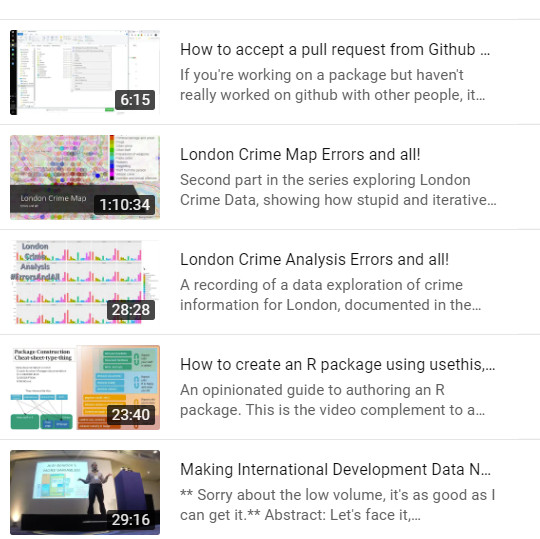 How to accept a pull request from Github ...
If you're working on a package but haven't
really worked on github with other people, it...
6:15
London Crime Map Errors and all!
Second part in the series exploring London
Crime Data, showing how stupid and iterative...
London Crime Map
1:10:34
London Crime Analysis Errors and all!
A recording of a data exploration of crime
information for London, documented in the...
London
Crime
Analysis
#ErrorsAndAll
28:28
How to create an R package using usethis,...
An opinionated guide to authoring an R
package. This is the video complement to a...
Package Construction
Cheat-sheet-type-thing
23:40
Making International Development Data N...
** Sorry about the low volume, it's as good as I
can get it.** Abstract: Let's face it,...
29:16